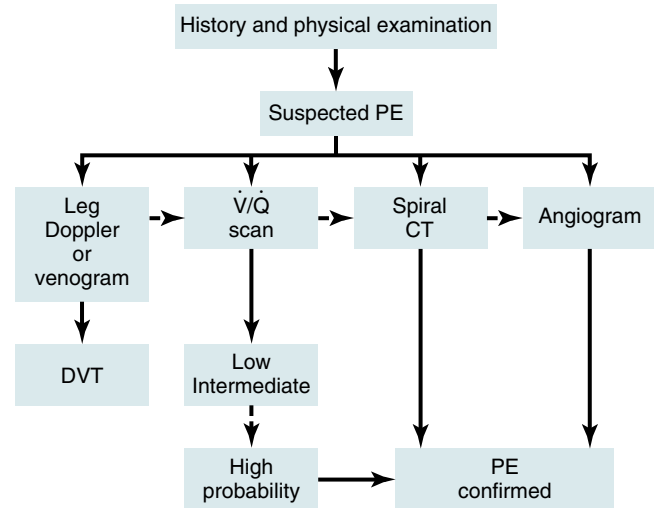 History and physical examination
Suspected PE
Leg
Doppler
or
venogram
V̇/Q̇
scan
Spiral
CT
Angiogram
DVT
Low
Intermediate
High
probability
PE
confirmed